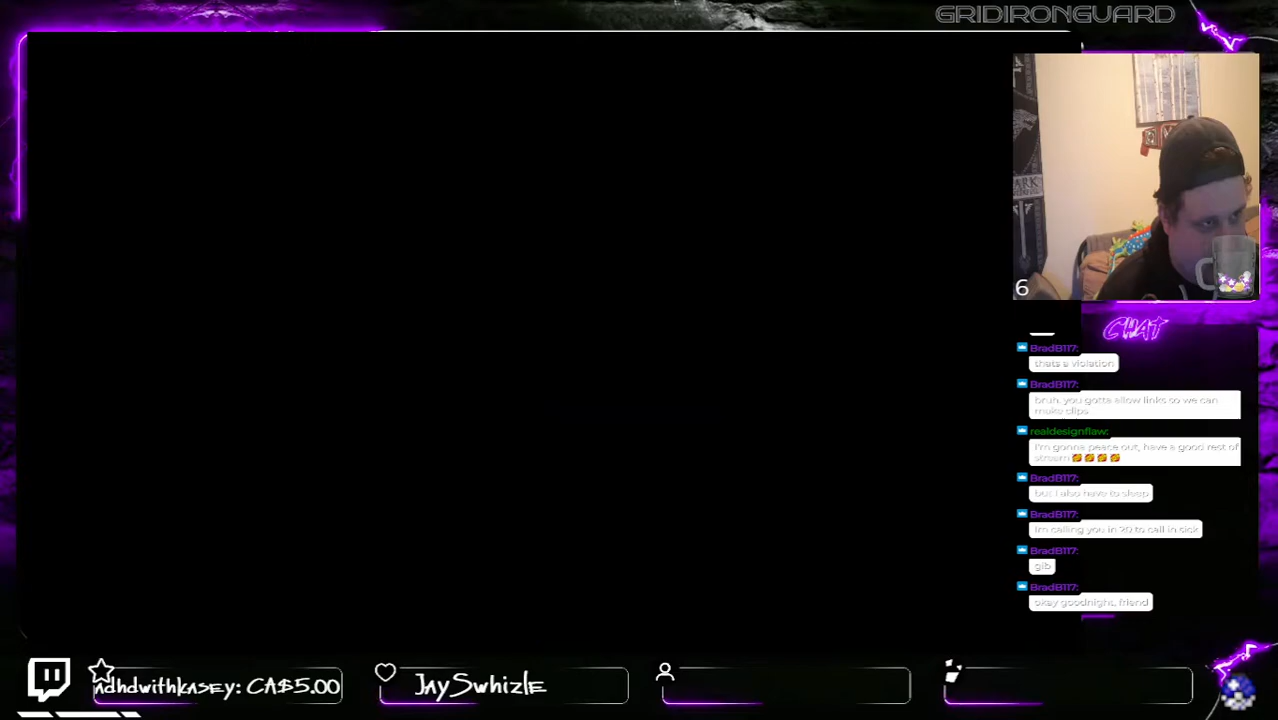 GRIDIRONGUARD
ARK
6
CHAT
BradB117:
thats a violation
BradB117:
bruh. you gotta allow links so we can
make clips
realdesignflaw:
I'm gonna peace out, have a good rest of
stream
BradB117:
but I also have to sleep
BradB117:
Im calling you in 20 to call in sick
BradB117:
gib
BradB117:
okay goodnight, friend
adhdwithkasey: CA$5.00
JaySwhizle